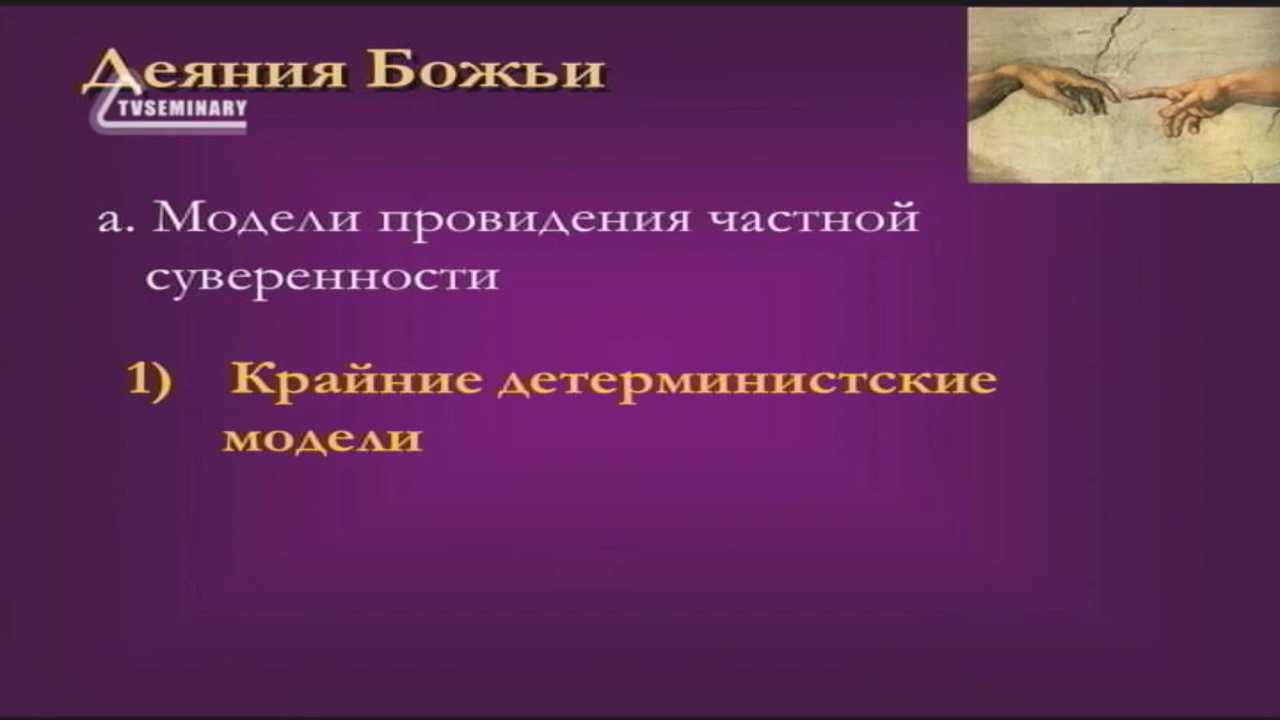 Деяния Божьи
TVSEMINARY
а. Модели провидения частной
суверенности
1) Крайние детерминистские
модели